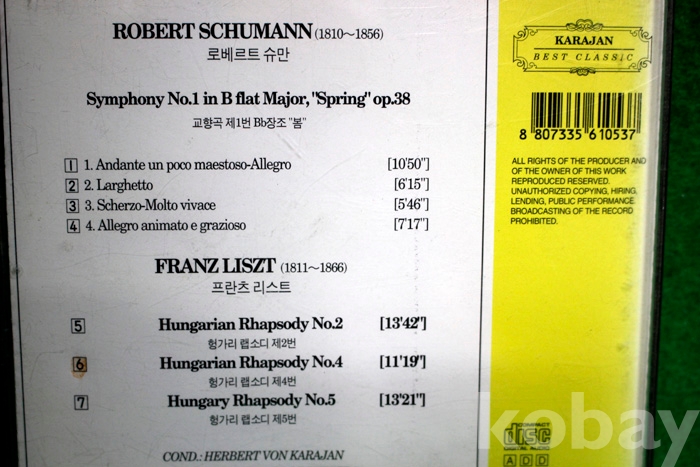 ROBERT SCHUMANN (1810~1856)
로베르트 슈만
Symphony No.1 in B flat Major, "Spring" op.38
교향곡 제1번 Bb장조 "봄"
1 1. Andante un poco maestoso-Allegro [10'50"]
2 2. Larghetto [6'15"]
3 3. Scherzo-Molto vivace [5'46"]
4 4. Allegro animato e grazioso [7'17"]
FRANZ LISZT (1811~1866)
프란츠 리스트
5 Hungarian Rhapsody No.2 [13'42"]
헝가리 랩소디 제2번
6 Hungarian Rhapsody No.4 [11'19"]
헝가리 랩소디 제4번
7 Hungary Rhapsody No.5 [13'21"]
헝가리 랩소디 제5번
COND.: HERBERT VON KARAJAN
KARAJAN
BEST CLASSIC
8 807335 610537
ALL RIGHTS OF THE PRODUCER AND
OF THE OWNER OF THIS WORK
REPRODUCED RESERVED.
UNAUTHORIZED COPYING, HIRING,
LENDING, PUBLIC PERFORMANCE.
BROADCASTING OF THE RECORD
PROHIBITED.
kobay
COMPACT
disc
DIGITAL AUDIO
A D D